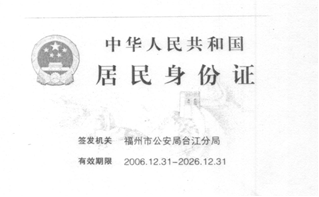 中华人民共和国
居民身份证
签发机关 福州市公安局台江分局
有效期限 2006.12.31-2026.12.31